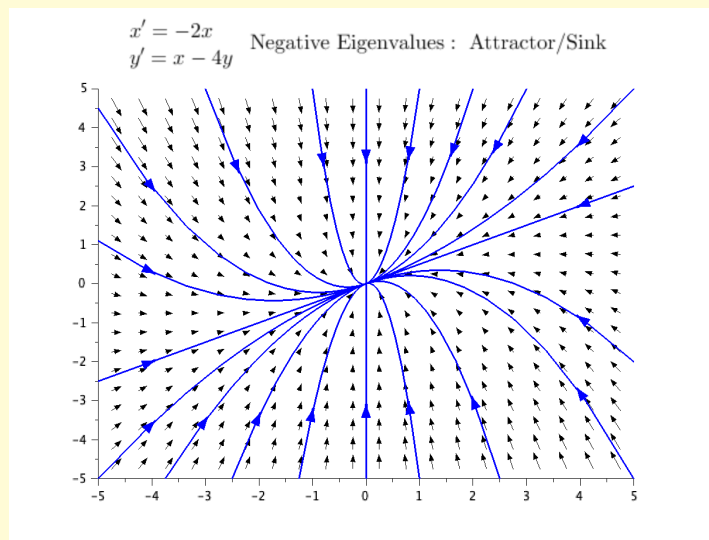 x′ = −2x
y′ = x − 4y
Negative Eigenvalues : Attractor/Sink
5
4
3
2
1
0
-1
-2
-3
-4
-5
-5 -4 -3 -2 -1 0 1 2 3 4 5